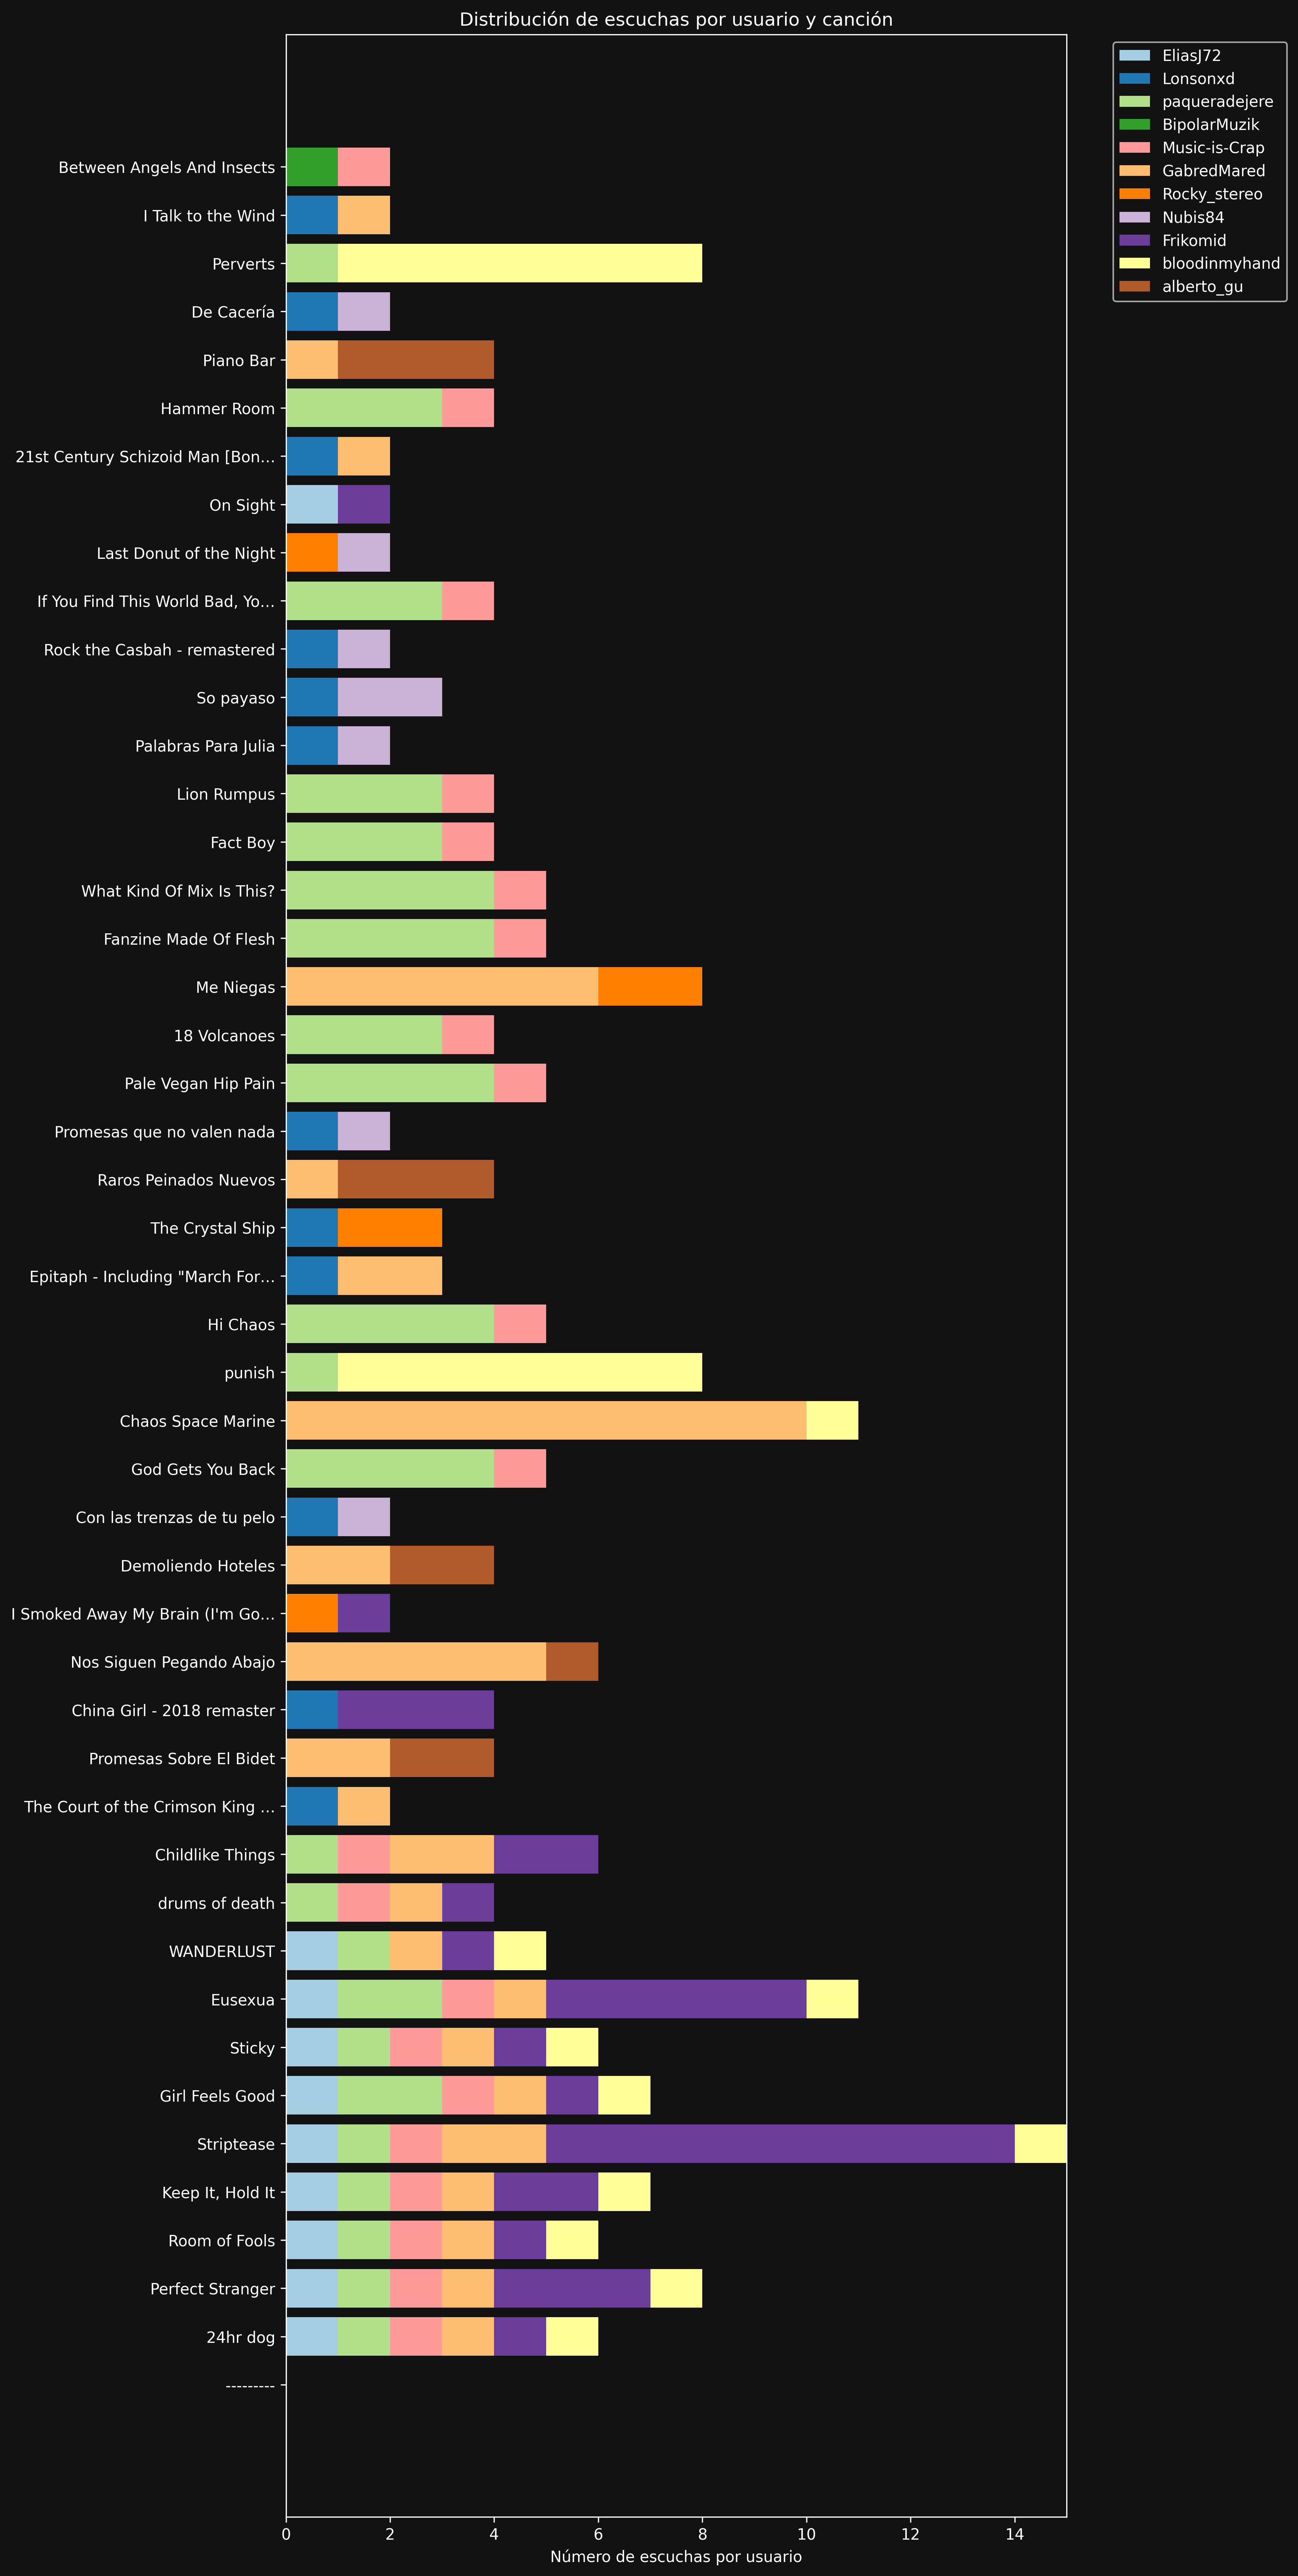 Distribución de escuchas por usuario y canción
EliasJ72
Lonsonxd
paqueradejere
BipolarMuzik
Music-is-Crap
GabredMared
Rocky_stereo
Nubis84
Frikomid
bloodinmyhand
alberto_gu
Between Angels And Insects
I Talk to the Wind
Perverts
De Cacería
Piano Bar
Hammer Room
21st Century Schizoid Man [Bon...
On Sight
Last Donut of the Night
If You Find This World Bad, Yo...
Rock the Casbah - remastered
So payaso
Palabras Para Julia
Lion Rumpus
Fact Boy
What Kind Of Mix Is This?
Fanzine Made Of Flesh
Me Niegas
18 Volcanoes
Pale Vegan Hip Pain
Promesas que no valen nada
Raros Peinados Nuevos
The Crystal Ship
Epitaph - Including "March For...
Hi Chaos
punish
Chaos Space Marine
God Gets You Back
Con las trenzas de tu pelo
Demoliendo Hoteles
I Smoked Away My Brain (I'm Go...
Nos Siguen Pegando Abajo
China Girl - 2018 remaster
Promesas Sobre El Bidet
The Court of the Crimson King ...
Childlike Things
drums of death
WANDERLUST
Eusexua
Sticky
Girl Feels Good
Striptease
Keep It, Hold It
Room of Fools
Perfect Stranger
24hr dog
---------
0 2 4 6 8 10 12 14
Número de escuchas por usuario